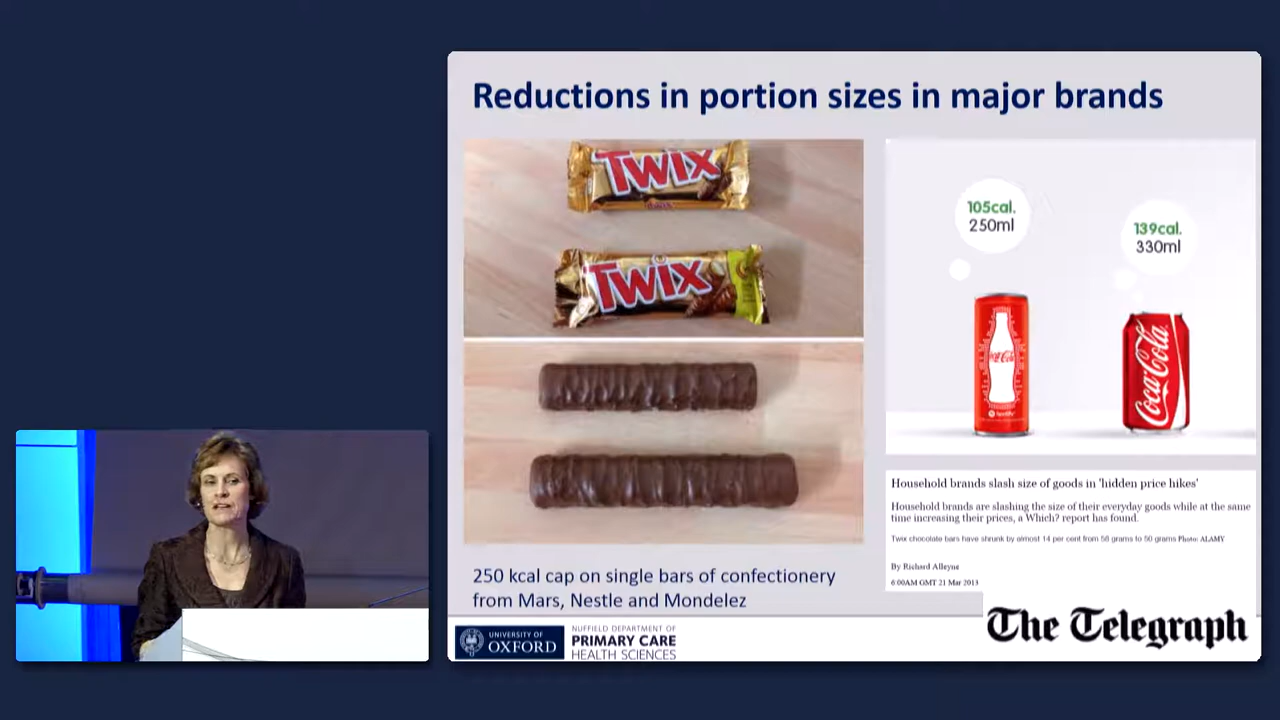 Reductions in portion sizes in major brands
TWIX
TWIX
105cal.
250ml
139cal.
330ml
Coca-Cola
Spotify
Coca-Cola
Household brands slash size of goods in 'hidden price hikes'
Household brands are slashing the size of their everyday goods while at the same
time increasing their prices, a Which? report has found.
Twix chocolate bars have shrunk by almost 14 per cent from 58 grams to 50 grams Photo: ALAMY
By Richard Alleyne
6:00AM GMT 21 Mar 2013
250 kcal cap on single bars of confectionery
from Mars, Nestle and Mondelez
The Telegraph
UNIVERSITY OF
OXFORD
NUFFIELD DEPARTMENT OF
PRIMARY CARE
HEALTH SCIENCES